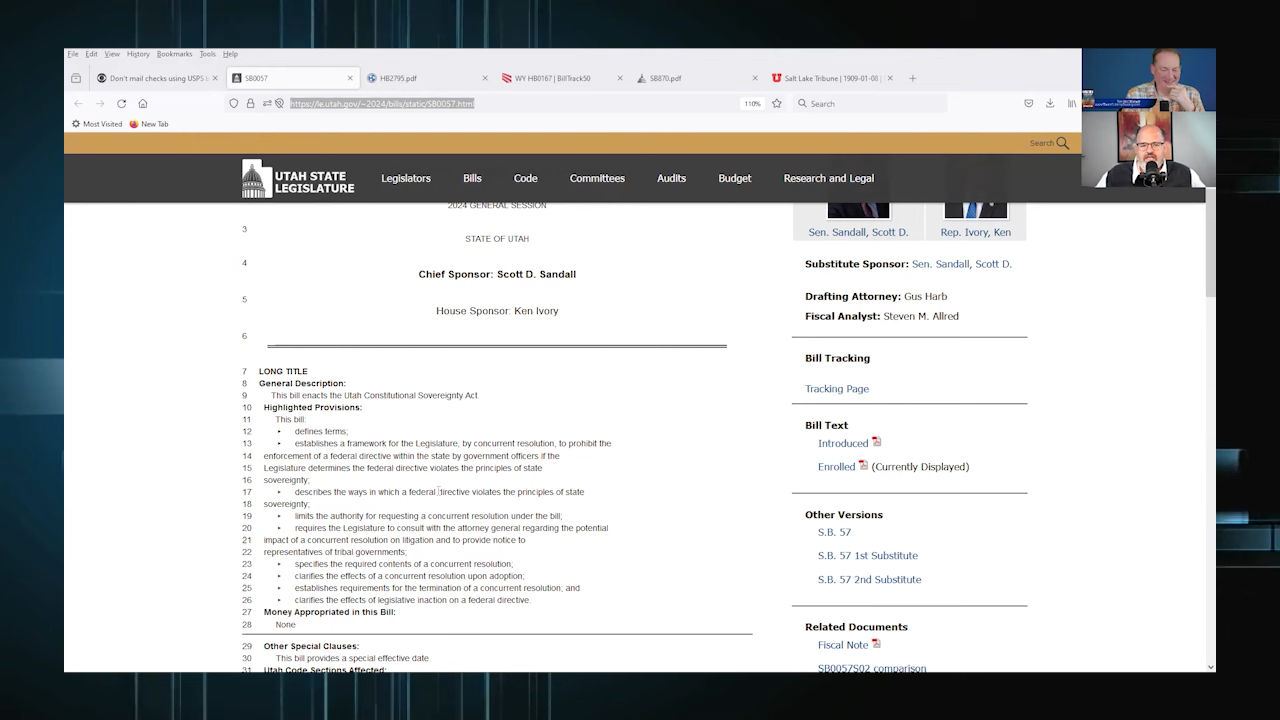 File Edit View History Bookmarks Tools Help
Don't mail checks using USPS
SB0057
HB2795.pdf
WY HB0167 | BillTrack50
SB870.pdf
Salt Lake Tribune | 1909-01-08 |
https://le.utah.gov/~2024/bills/static/SB0057.html
110%
Search
Most Visited New Tab
Search
UTAH STATE
LEGISLATURE
Legislators Bills Code Committees Audits Budget Research and Legal
2024 GENERAL SESSION
3
STATE OF UTAH
4
Chief Sponsor: Scott D. Sandall
5
House Sponsor: Ken Ivory
6
7 LONG TITLE
8 General Description:
9 This bill enacts the Utah Constitutional Sovereignty Act.
10 Highlighted Provisions:
11 This bill:
12 ▸ defines terms;
13 ▸ establishes a framework for the Legislature, by concurrent resolution, to prohibit the
14 enforcement of a federal directive within the state by government officers if the
15 Legislature determines the federal directive violates the principles of state
16 sovereignty;
17 ▸ describes the ways in which a federal directive violates the principles of state
18 sovereignty;
19 ▸ limits the authority for requesting a concurrent resolution under the bill;
20 ▸ requires the Legislature to consult with the attorney general regarding the potential
21 impact of a concurrent resolution on litigation and to provide notice to
22 representatives of tribal governments;
23 ▸ specifies the required contents of a concurrent resolution;
24 ▸ clarifies the effects of a concurrent resolution upon adoption;
25 ▸ establishes requirements for the termination of a concurrent resolution; and
26 ▸ clarifies the effects of legislative inaction on a federal directive.
27 Money Appropriated in this Bill:
28 None
29 Other Special Clauses:
30 This bill provides a special effective date.
31 Utah Code Sections Affected:
Sen. Sandall, Scott D. Rep. Ivory, Ken
Substitute Sponsor: Sen. Sandall, Scott D.
Drafting Attorney: Gus Harb
Fiscal Analyst: Steven M. Allred
Bill Tracking
Tracking Page
Bill Text
Introduced
Enrolled (Currently Displayed)
Other Versions
S.B. 57
S.B. 57 1st Substitute
S.B. 57 2nd Substitute
Related Documents
Fiscal Note
SB0057S02 comparison